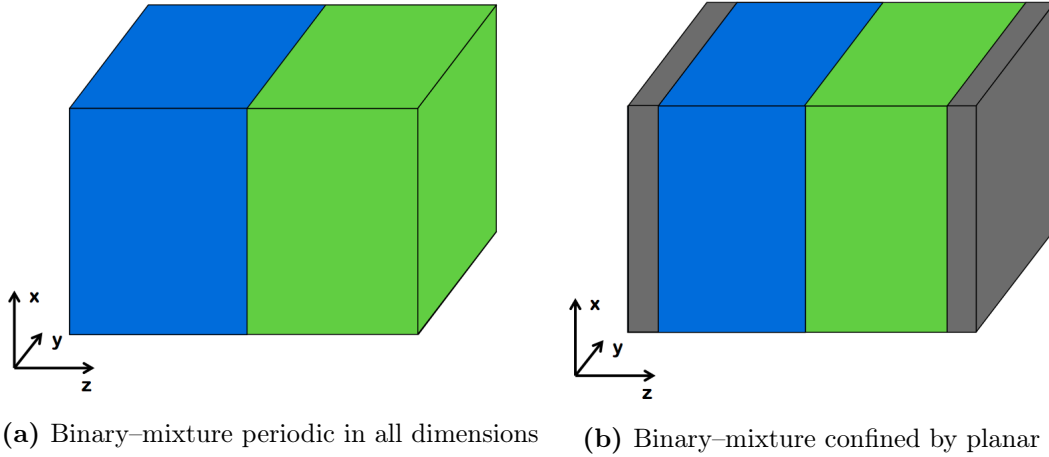 x
y
z
x
y
z
(a) Binary–mixture periodic in all dimensions
(b) Binary–mixture confined by planar